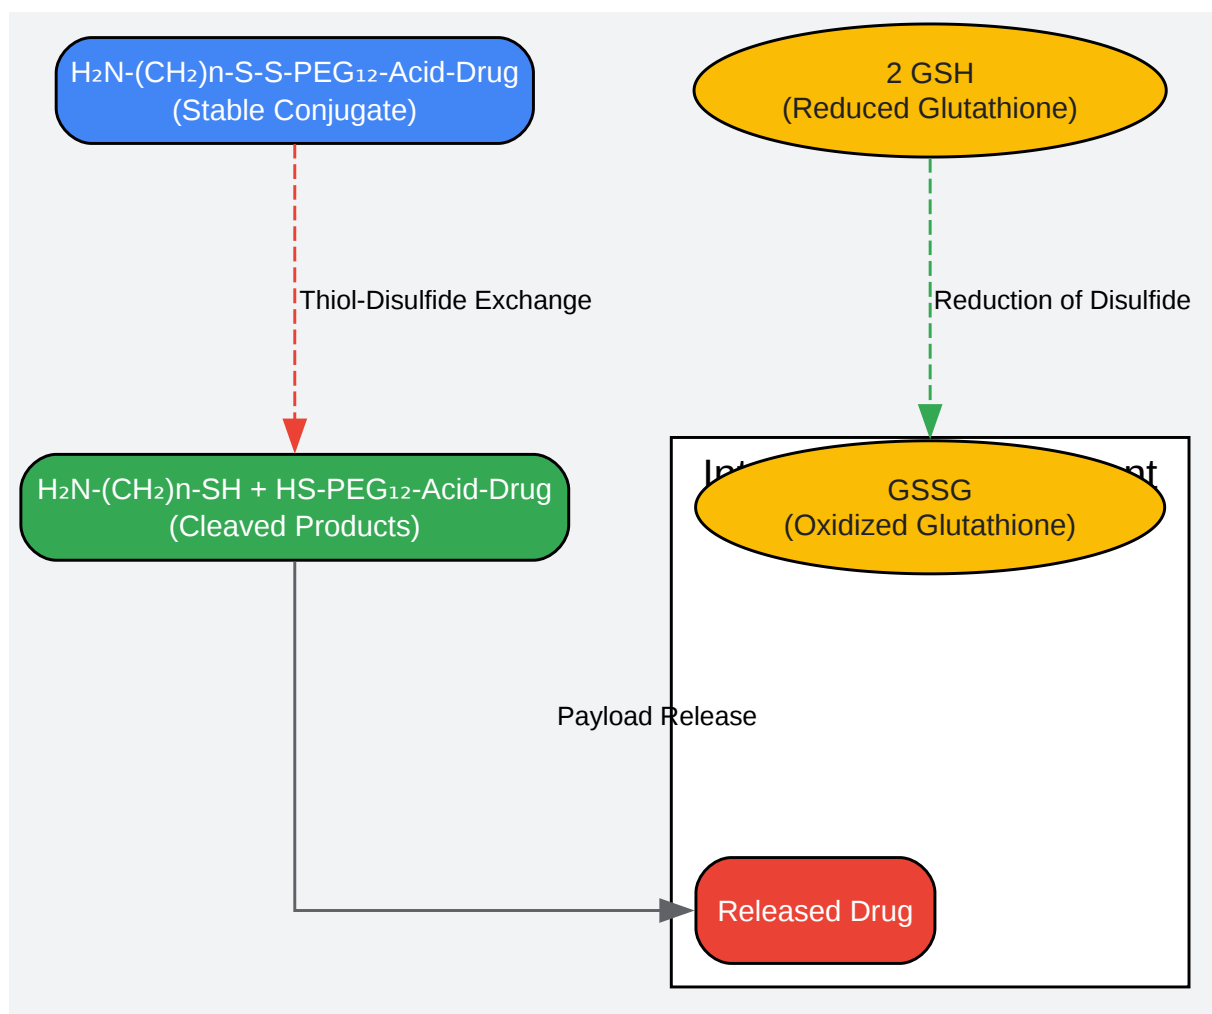 H₂N-(CH₂)n-S-S-PEG₁₂-Acid-Drug
(Stable Conjugate)
2 GSH
(Reduced Glutathione)
Thiol-Disulfide Exchange
Reduction of Disulfide
H₂N-(CH₂)n-SH + HS-PEG₁₂-Acid-Drug
(Cleaved Products)
GSSG
(Oxidized Glutathione)
Payload Release
Released Drug